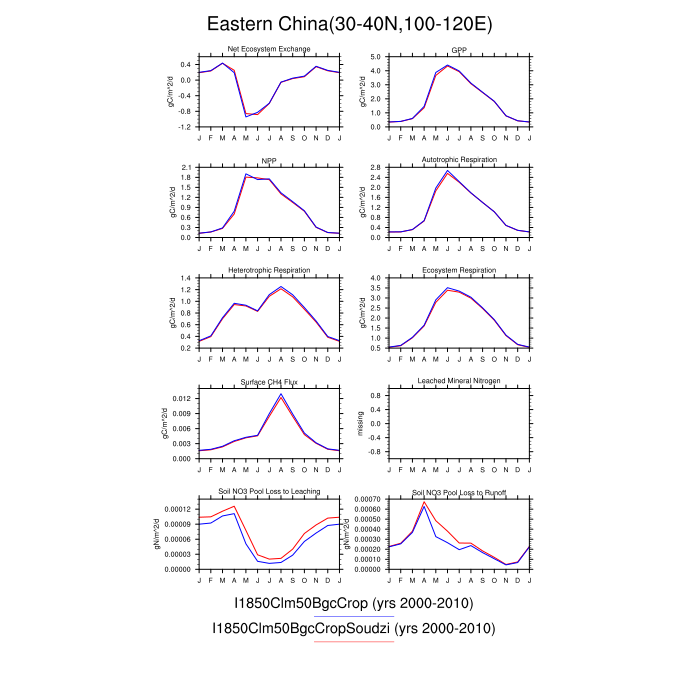 Eastern China(30-40N,100-120E)
Net Ecosystem Exchange
gC/m^2/d
0.4
0.0
-0.4
-0.8
-1.2
J F M A M J J A S O N D J
GPP
gC/m^2/d
5.0
4.0
3.0
2.0
1.0
0.0
J F M A M J J A S O N D J
NPP
gC/m^2/d
2.1
1.8
1.5
1.2
0.9
0.6
0.3
0.0
J F M A M J J A S O N D J
Autotrophic Respiration
gC/m^2/d
2.8
2.4
2.0
1.6
1.2
0.8
0.4
0.0
J F M A M J J A S O N D J
Heterotrophic Respiration
gC/m^2/d
1.4
1.2
1.0
0.8
0.6
0.4
0.2
J F M A M J J A S O N D J
Ecosystem Respiration
gC/m^2/d
4.0
3.5
3.0
2.5
2.0
1.5
1.0
0.5
J F M A M J J A S O N D J
Surface CH4 Flux
gC/m^2/d
0.012
0.009
0.006
0.003
0.000
J F M A M J J A S O N D J
Leached Mineral Nitrogen
missing
0.8
0.4
0.0
-0.4
-0.8
J F M A M J J A S O N D J
Soil NO3 Pool Loss to Leaching
gN/m^2/d
0.00012
0.00009
0.00006
0.00003
0.00000
J F M A M J J A S O N D J
Soil NO3 Pool Loss to Runoff
gN/m^2/d
0.00070
0.00060
0.00050
0.00040
0.00030
0.00020
0.00010
0.00000
J F M A M J J A S O N D J
I1850Clm50BgcCrop (yrs 2000-2010)
I1850Clm50BgcCropSoudzi (yrs 2000-2010)